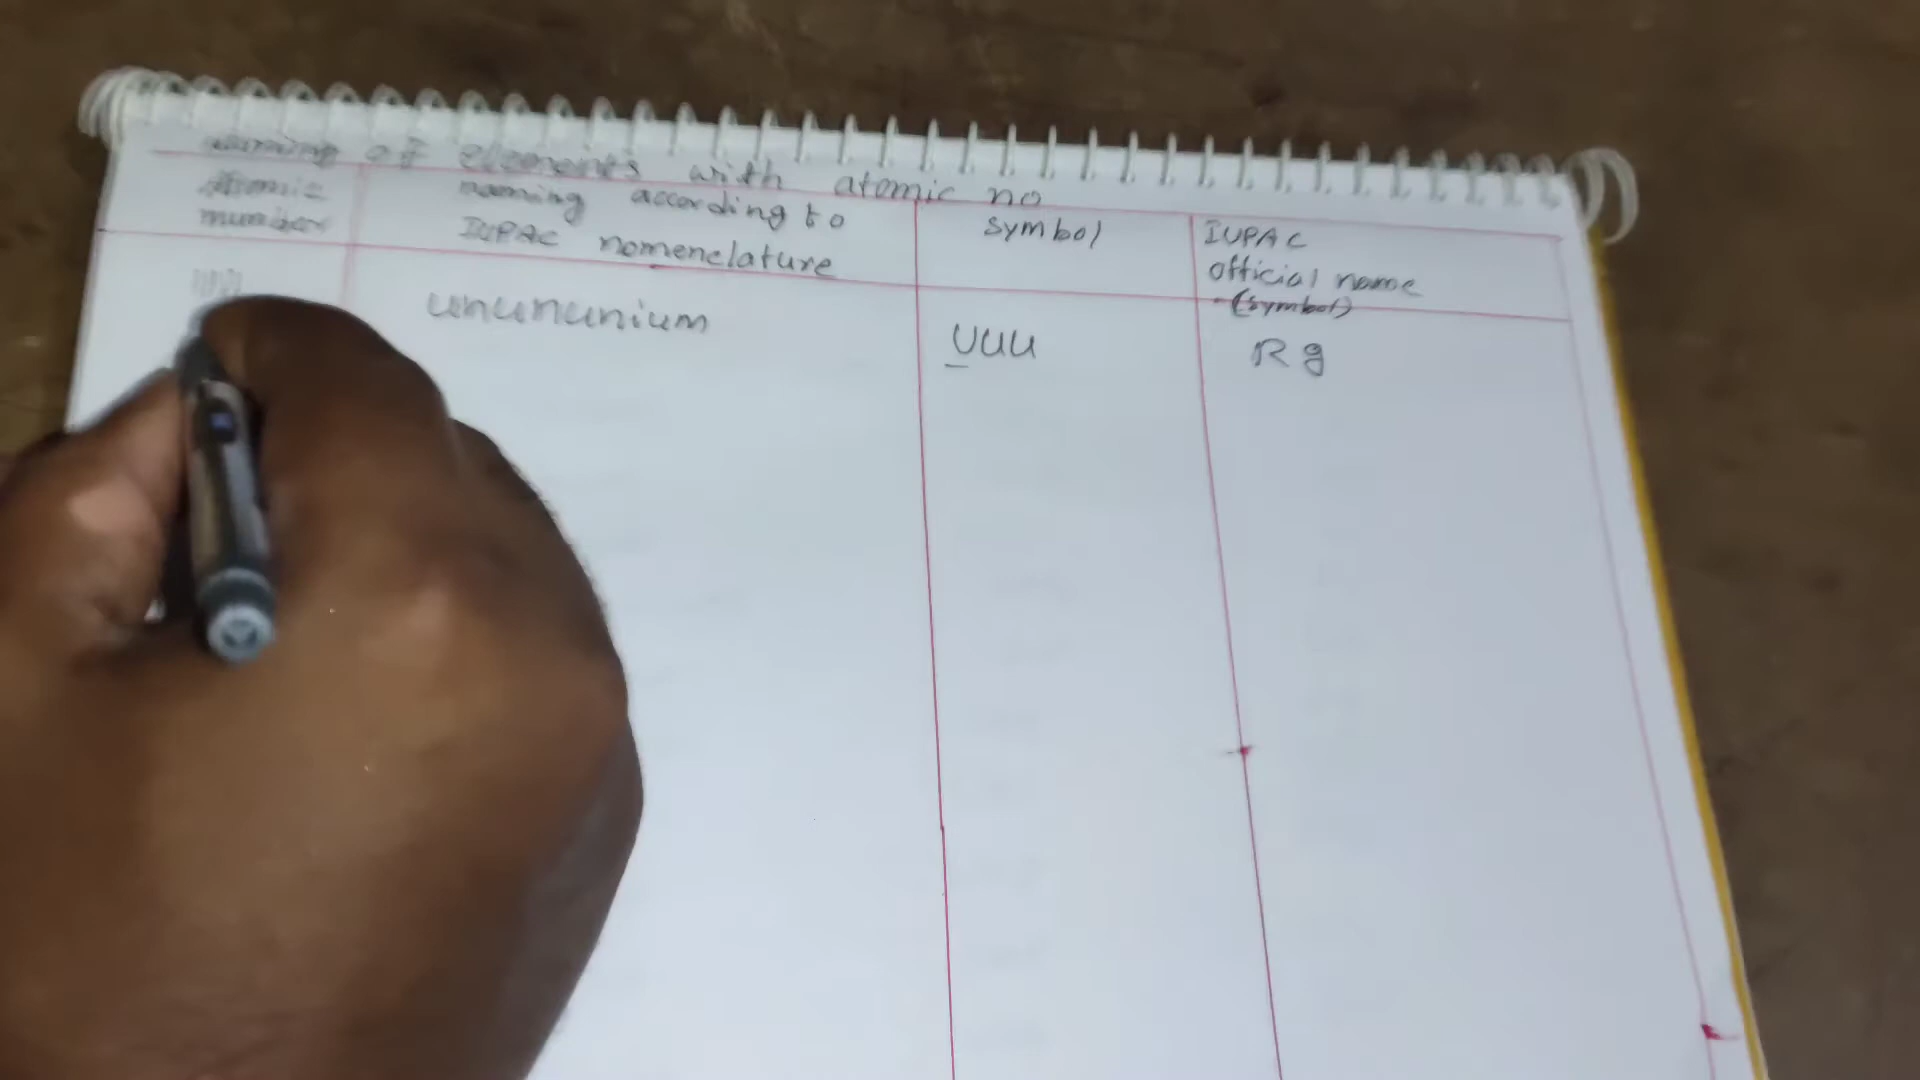 naming of elements with atomic no
Atomic number
naming according to
IUPAC nomenclature
symbol
IUPAC
official name
(symbol)
111
unununium
Uuu
Rg